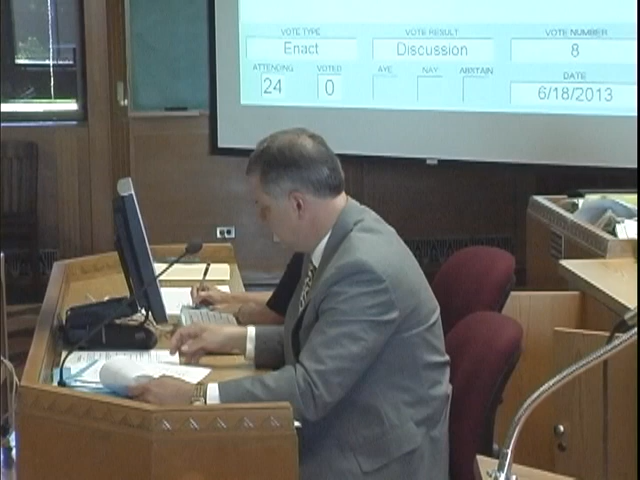 VOTE TYPE VOTE RESULT VOTE NUMBER
Enact Discussion 8
ATTENDING VOTED AYE NAY ABSTAIN DATE
24 0 6/18/2013